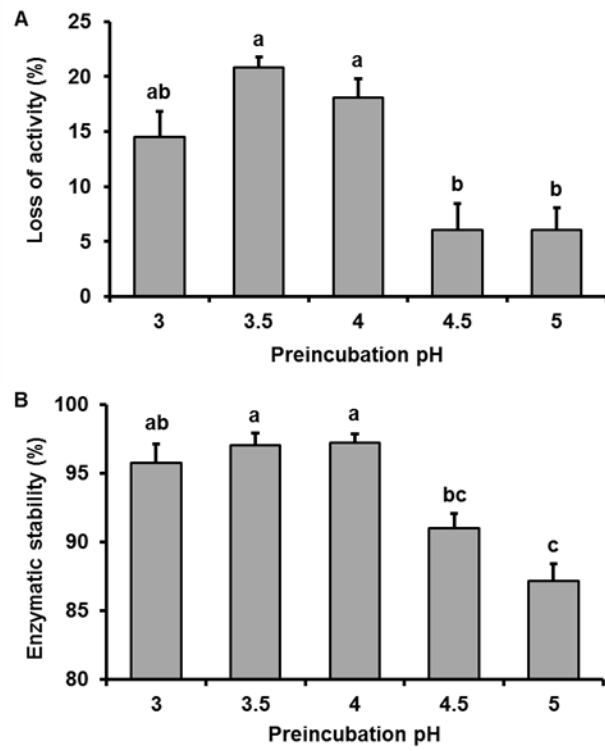 A
Loss of activity (%)
25
20
15
10
5
0
ab
a
a
b
b
3 3.5 4 4.5 5
Preincubation pH
B
Enzymatic stability (%)
100
95
90
85
80
ab
a
a
bc
c
3 3.5 4 4.5 5
Preincubation pH